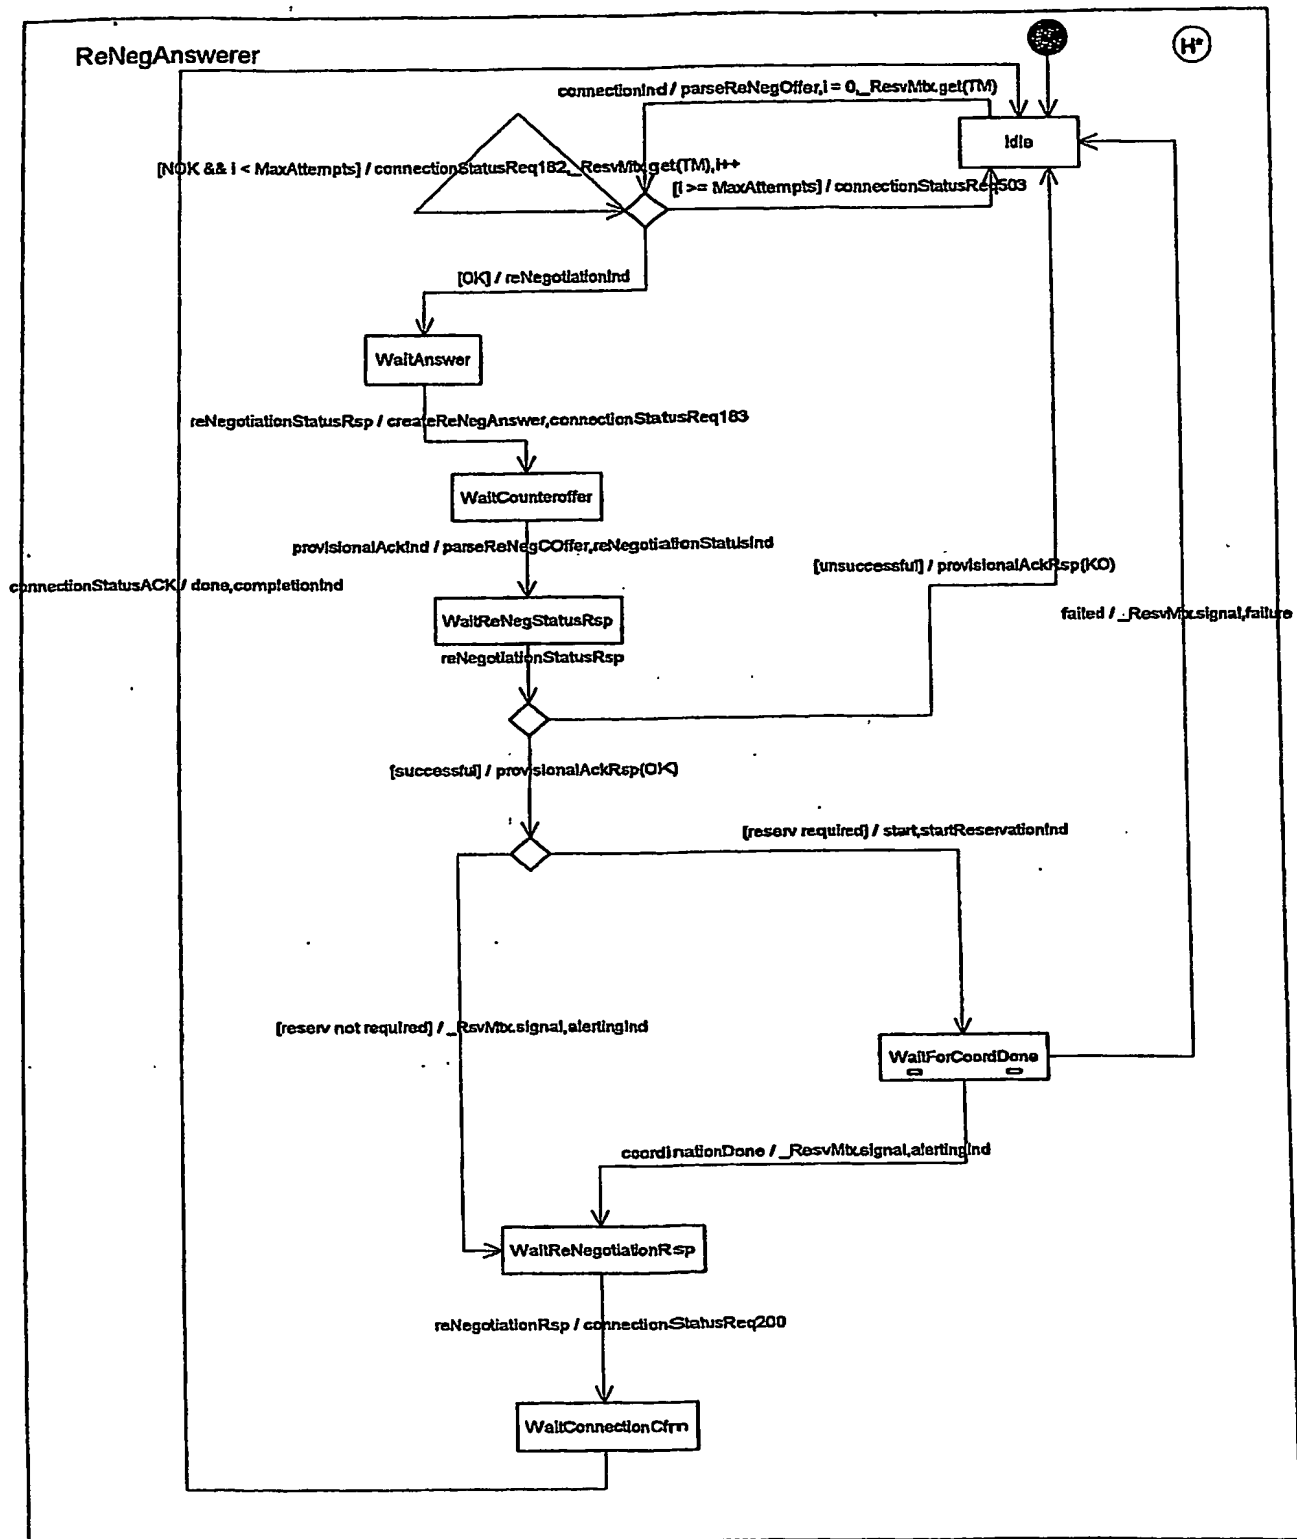 ReNegAnswerer
H*
connectionInd / parseReNegOffer,i = 0,_ResvMtx.get(TM)
Idle
[NOK && i < MaxAttempts] / connectionStatusReq182,_ResvMtx.get(TM),i++
[i >= MaxAttempts] / connectionStatusReq503
[OK] / reNegotiationInd
WaitAnswer
reNegotiationStatusRsp / createReNegAnswer,connectionStatusReq183
WaitCounteroffer
provisionalAckInd / parseReNegCOffer,reNegotiationStatusInd
[unsuccessful] / provisionalAckRsp(KO)
connectionStatusACK / done,completionInd
failed / _ResvMtx.signal,failure
WaitReNegStatusRsp
reNegotiationStatusRsp
[successful] / provisionalAckRsp(OK)
[reserv required] / start,startReservationInd
[reserv not required] / _RsvMtx.signal,alertingInd
WaitForCoordDone
coordinationDone / _ResvMtx.signal,alertingInd
WaitReNegotiationRsp
reNegotiationRsp / connectionStatusReq200
WaitConnectionCfm